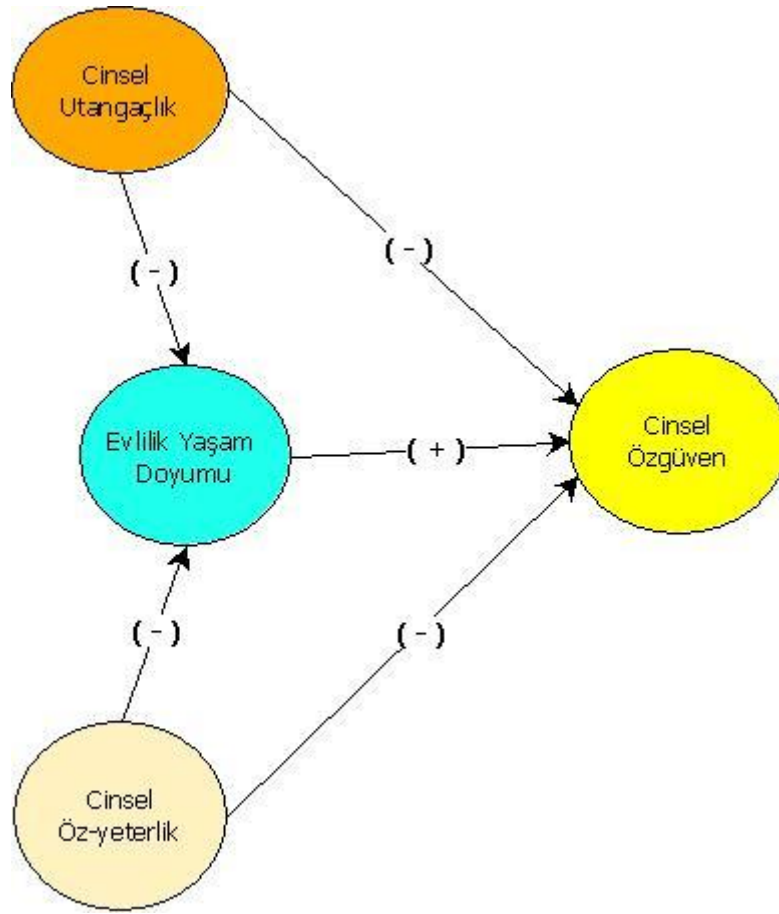 Cinsel
Utangaçlık
( - )
( - )
Evlilik Yaşam
Doyumu
( + )
Cinsel
Özgüven
( - )
( - )
Cinsel
Öz-yeterlik